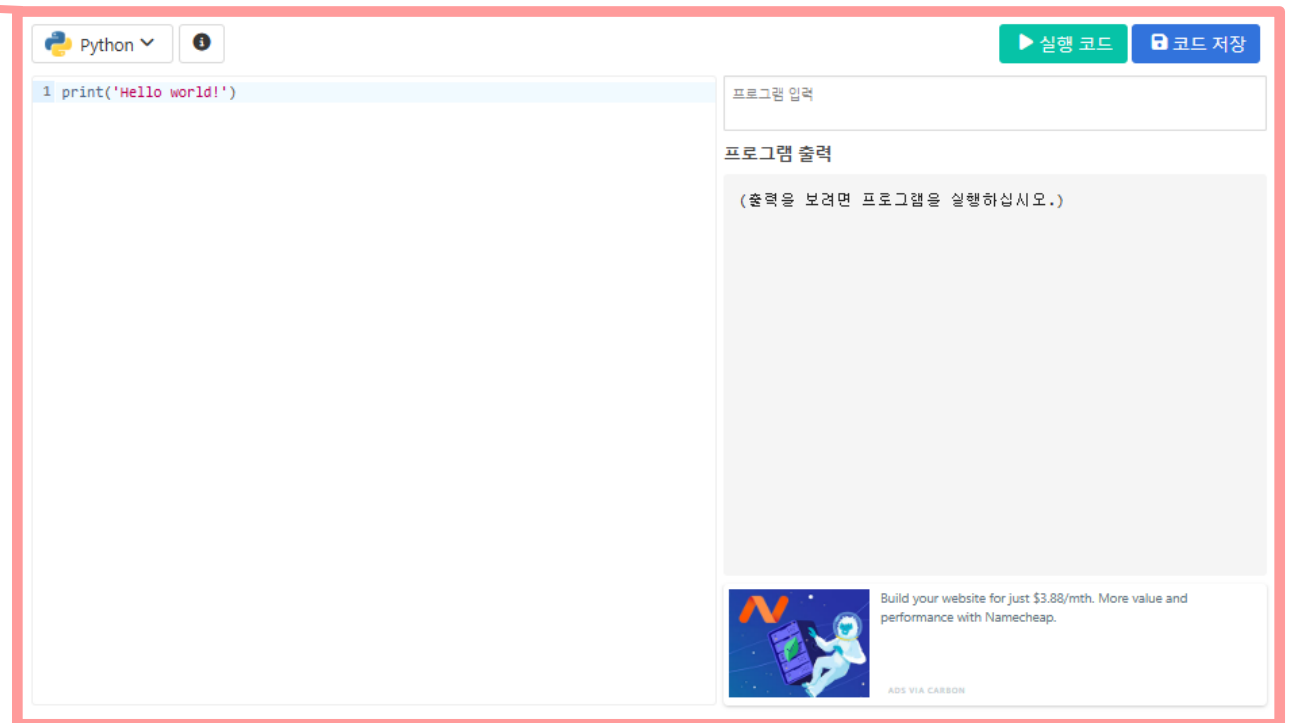 Python
실행 코드
코드 저장
1 print('Hello world!')
프로그램 입력
프로그램 출력
(출력을 보려면 프로그램을 실행하십시오.)
Build your website for just $3.88/mth. More value and
performance with Namecheap.
ADS VIA CARBON